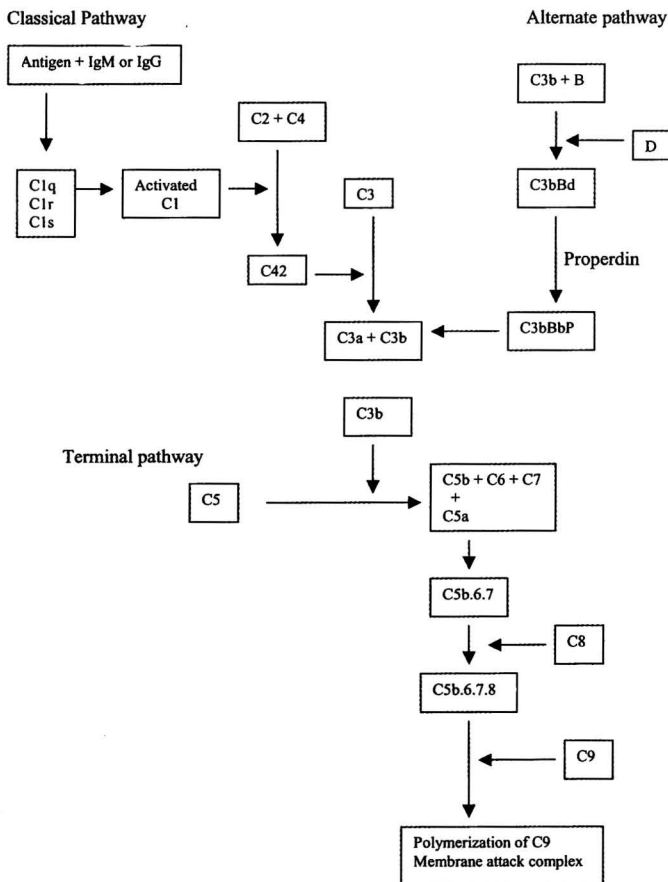 Classical Pathway
Alternate pathway
Antigen + IgM or IgG
C3b + B
C2 + C4
D
C1q
C1r
C1s
Activated
C1
C3
C3bBd
C42
Properdin
C3a + C3b
C3bBbP
C3b
Terminal pathway
C5
C5b + C6 + C7
+
C5a
C5b.6.7
C8
C5b.6.7.8
C9
Polymerization of C9
Membrane attack complex